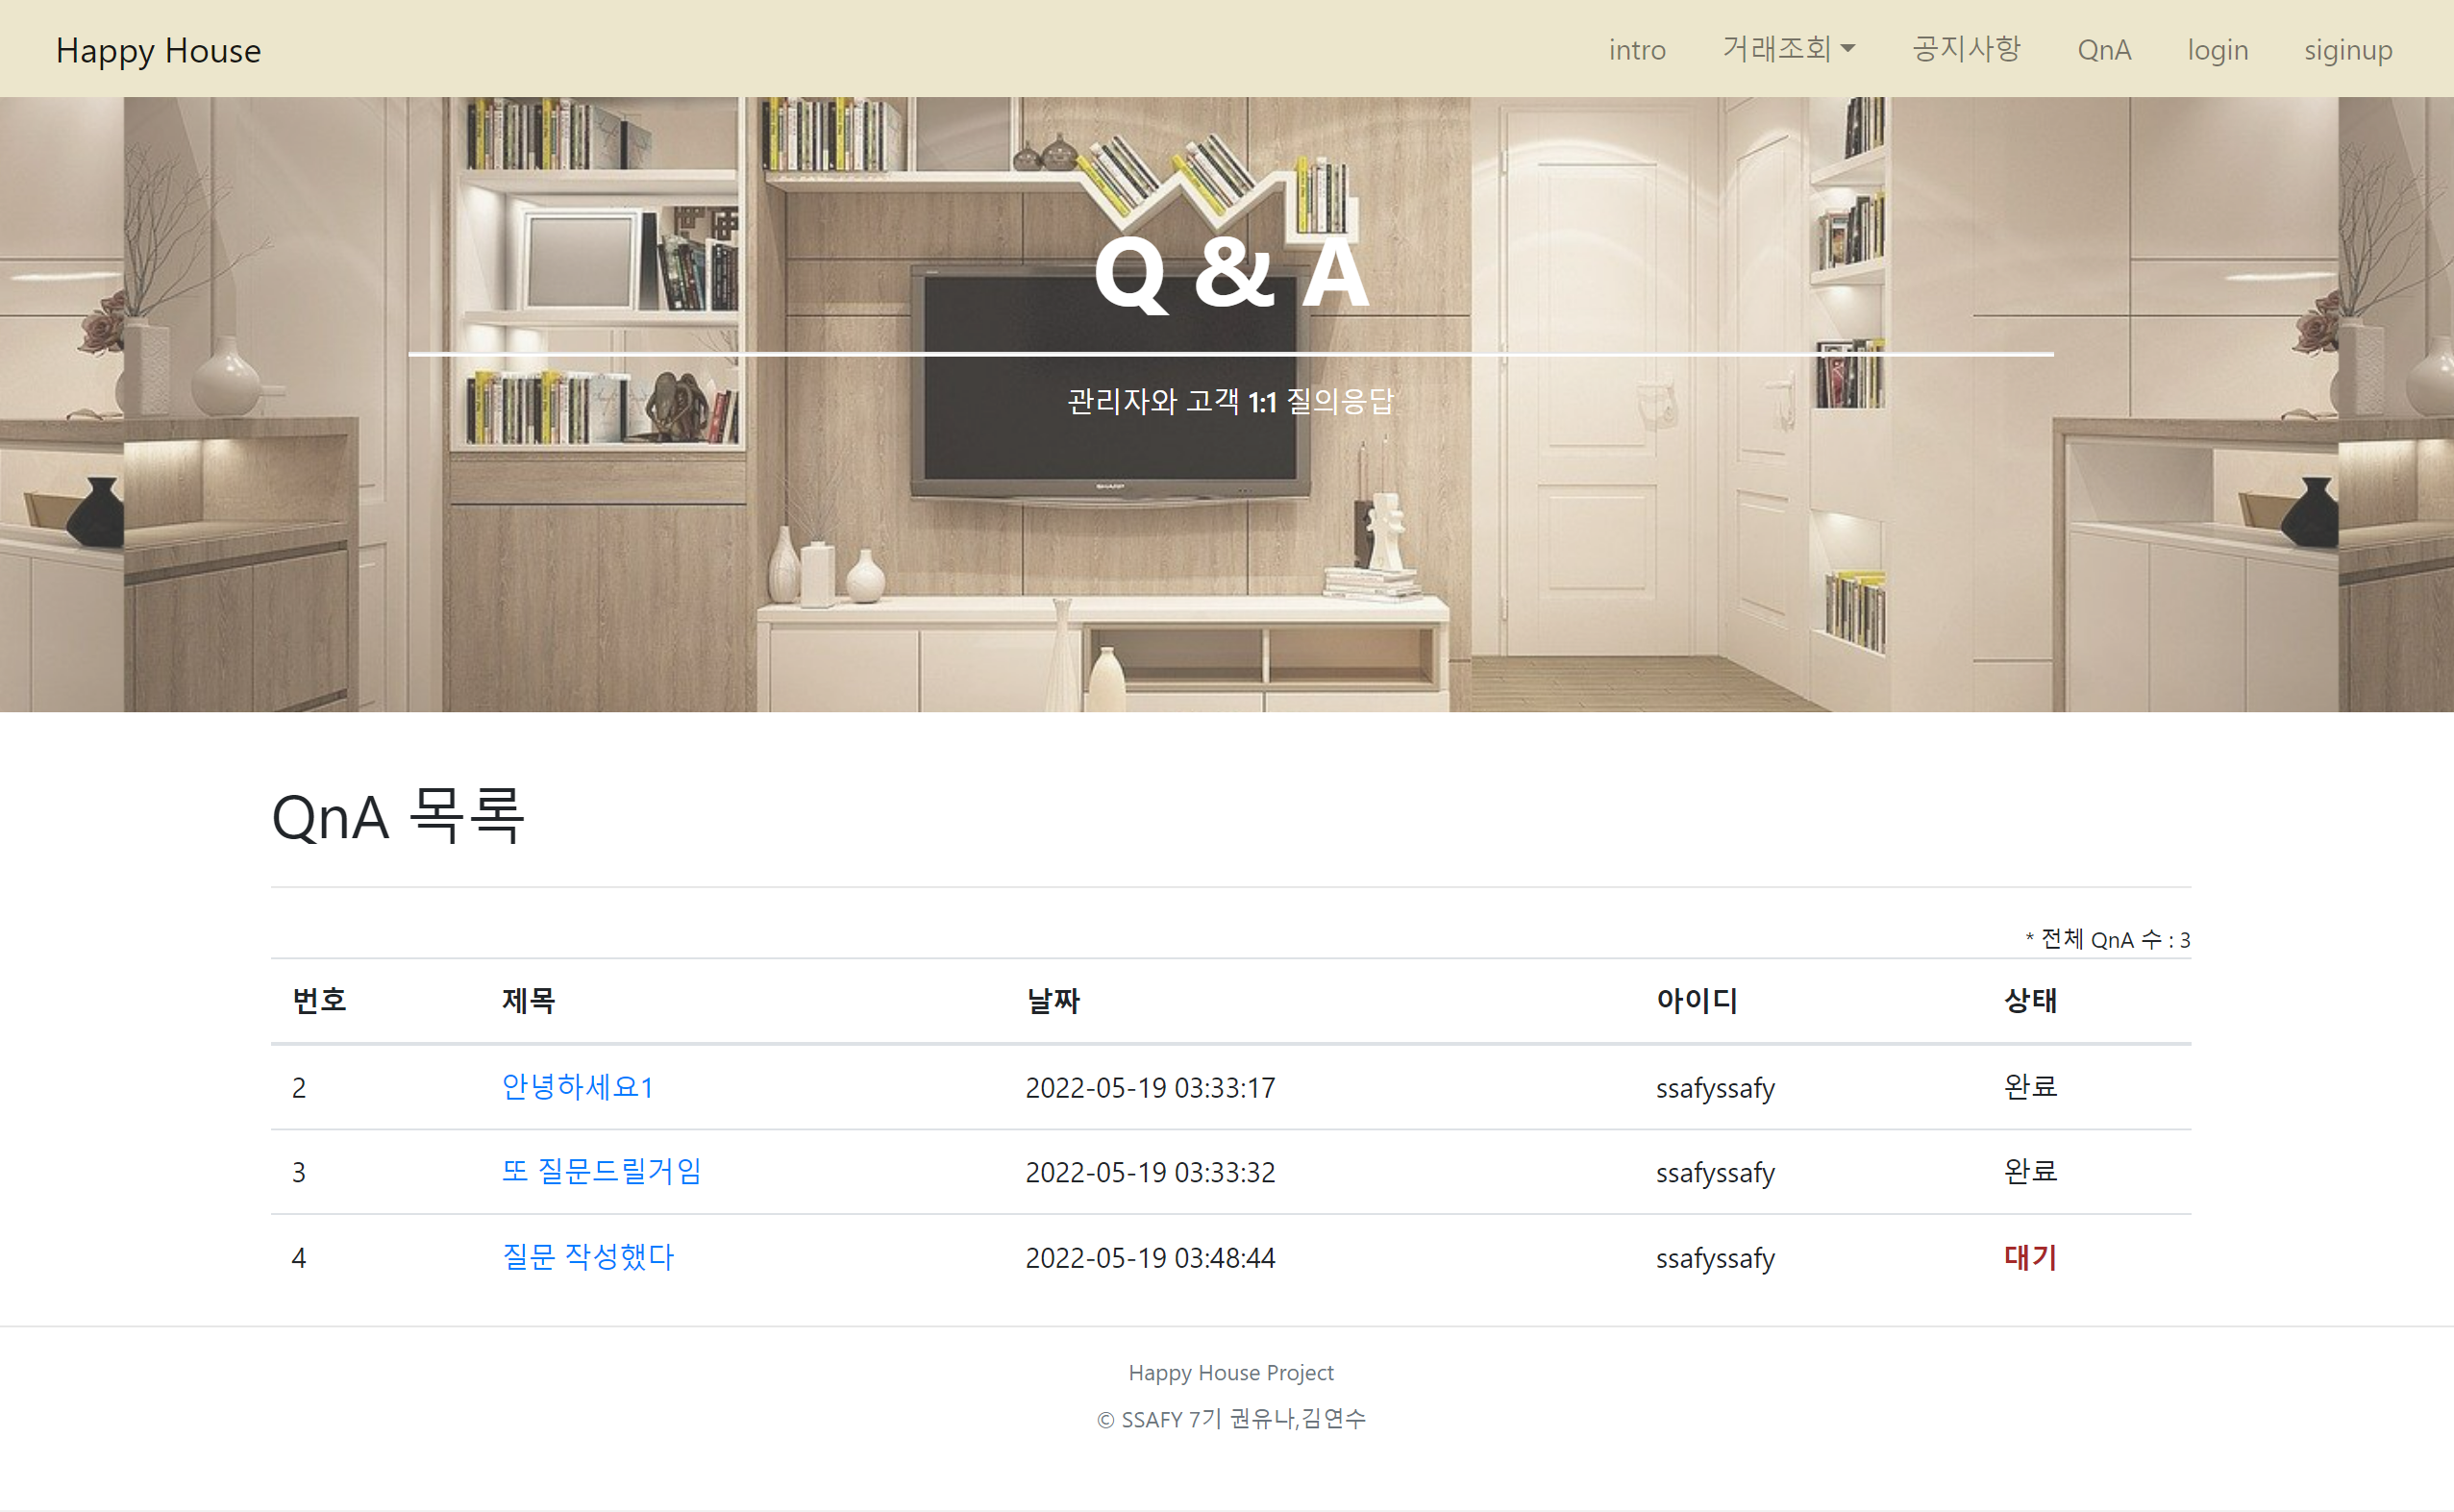 Happy House intro 거래조회 공지사항 QnA login siginup
Q & A
관리자와 고객 1:1 질의응답
SHARP
QnA 목록
* 전체 QnA 수 : 3
번호 제목 날짜 아이디 상태
2 안녕하세요1 2022-05-19 03:33:17 ssafyssafy 완료
3 또 질문드릴거임 2022-05-19 03:33:32 ssafyssafy 완료
4 질문 작성했다 2022-05-19 03:48:44 ssafyssafy 대기
Happy House Project
© SSAFY 7기 권유나,김연수